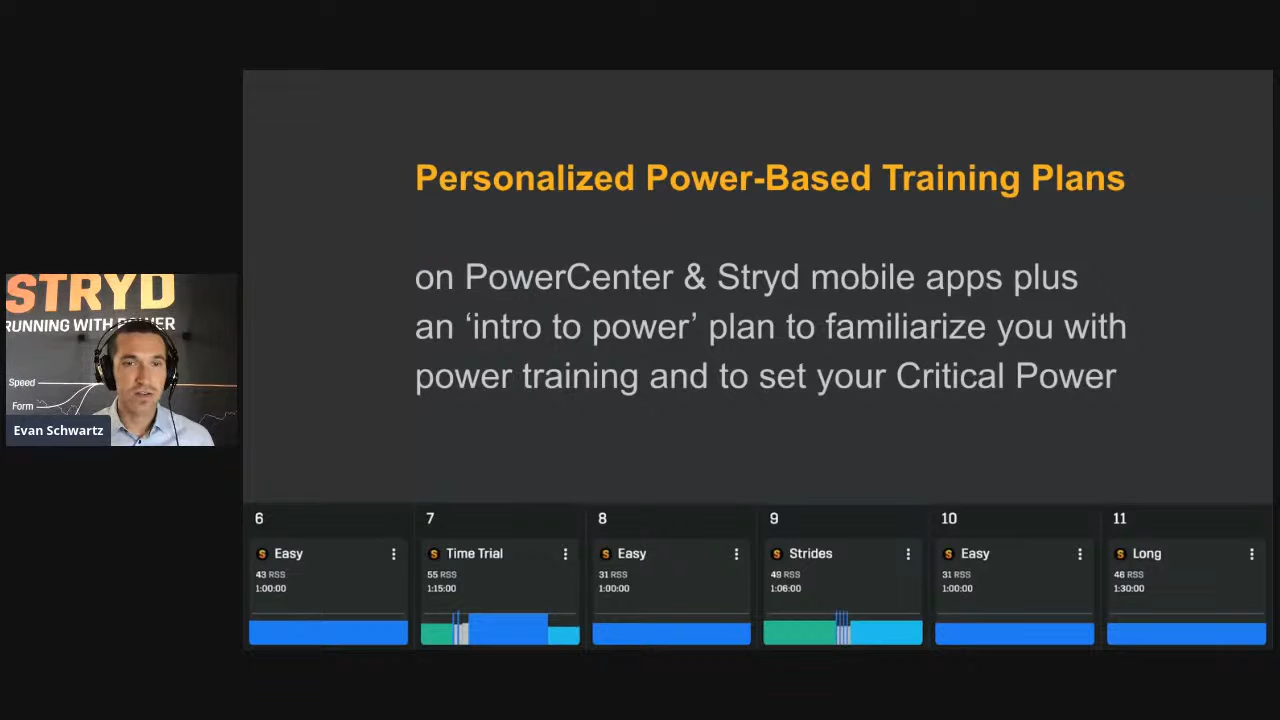 Personalized Power-Based Training Plans
on PowerCenter & Stryd mobile apps plus
an ‘intro to power’ plan to familiarize you with
power training and to set your Critical Power
STRYD
RUNNING WITH POWER
Speed
Form
Evan Schwartz
6
7
8
9
10
11
S Easy
S Time Trial
S Easy
S Strides
S Easy
S Long
43 RSS
55 RSS
31 RSS
49 RSS
31 RSS
46 RSS
1:00:00
1:15:00
1:00:00
1:06:00
1:00:00
1:30:00